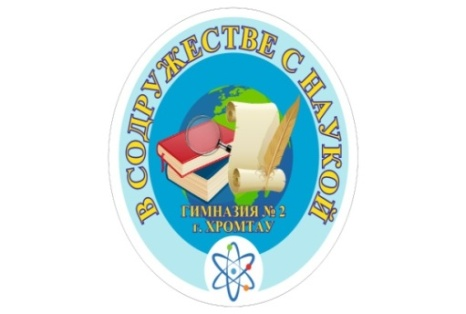 В СОДРУЖЕСТВЕ С НАУКОЙ
ГИМНАЗИЯ № 2
г. ХРОМТАУ